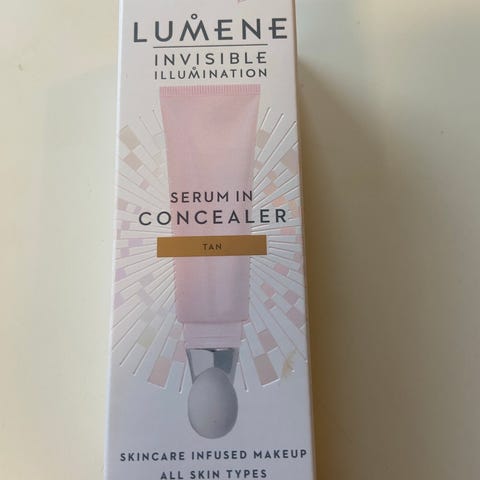 LUMENE
INVISIBLE
ILLUMINATION
SERUM IN
CONCEALER
TAN
SKINCARE INFUSED MAKEUP
ALL SKIN TYPES